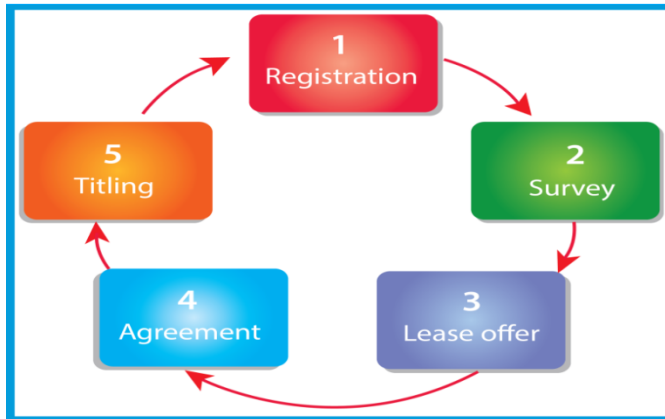 1
Registration
2
Survey
3
Lease offer
4
Agreement
5
Titling